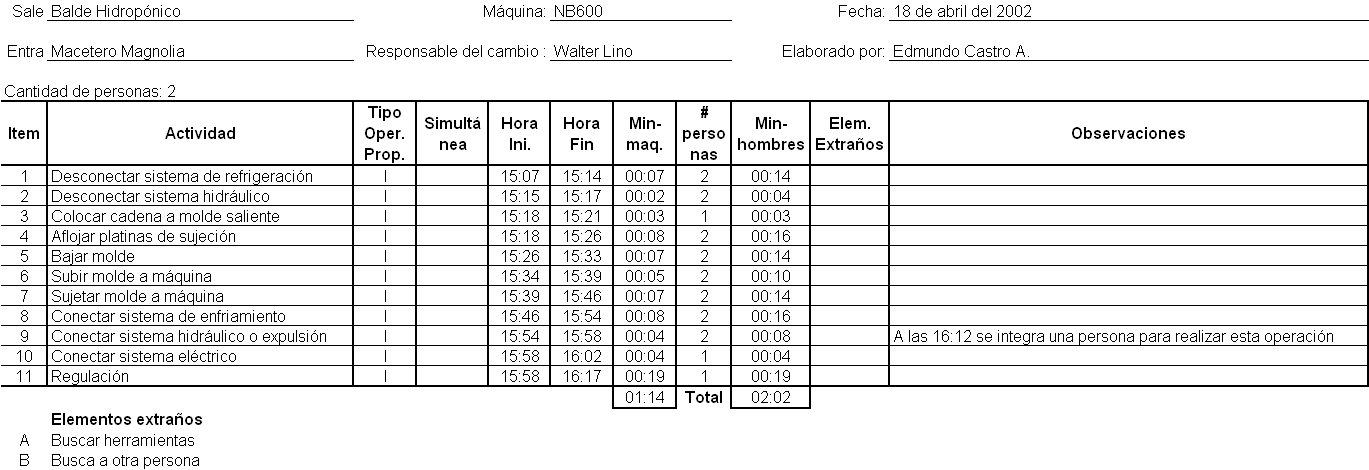 Sale Balde Hidropónico Máquina: NB600 Fecha: 18 de abril del 2002
Entra Macetero Magnolia Responsable del cambio : Walter Lino Elaborado por: Edmundo Castro A.
Cantidad de personas: 2
Item Actividad Tipo Oper. Prop. Simultá nea Hora Ini. Hora Fin Min- maq. # perso nas Min- hombres Elem. Extraños Observaciones
1 Desconectar sistema de refrigeración I 15:07 15:14 00:07 2 00:14
2 Desconectar sistema hidráulico I 15:15 15:17 00:02 2 00:04
3 Colocar cadena a molde saliente I 15:18 15:21 00:03 1 00:03
4 Aflojar platinas de sujeción I 15:18 15:26 00:08 2 00:16
5 Bajar molde I 15:26 15:33 00:07 2 00:14
6 Subir molde a máquina I 15:34 15:39 00:05 2 00:10
7 Sujetar molde a máquina I 15:39 15:46 00:07 2 00:14
8 Conectar sistema de enfriamiento I 15:46 15:54 00:08 2 00:16
9 Conectar sistema hidráulico o expulsión I 15:54 15:58 00:04 2 00:08 A las 16:12 se integra una persona para realizar esta operación
10 Conectar sistema eléctrico I 15:58 16:02 00:04 1 00:04
11 Regulación I 15:58 16:17 00:19 1 00:19
01:14 Total 02:02
Elementos extraños
A Buscar herramientas
B Busca a otra persona